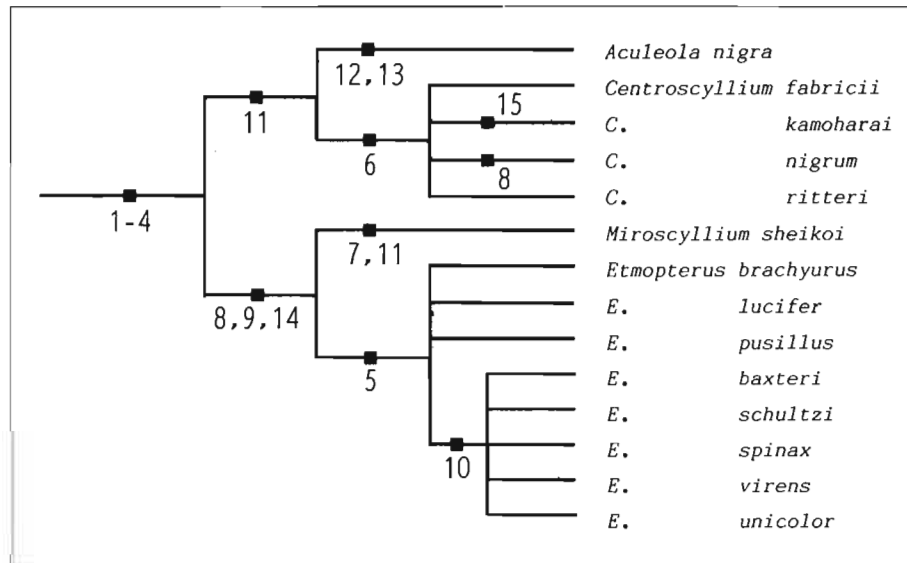 Aculeola nigra
12,13
Centroscyllium fabricii
15
11
C. kamoharai
6
C. nigrum
8
C. ritteri
1-4
Miroscyllium sheikoi
7,11
Etmopterus brachyurus
8,9,14
E. lucifer
E. pusillus
5
E. baxteri
E. schultzi
10
E. spinax
E. virens
E. unicolor